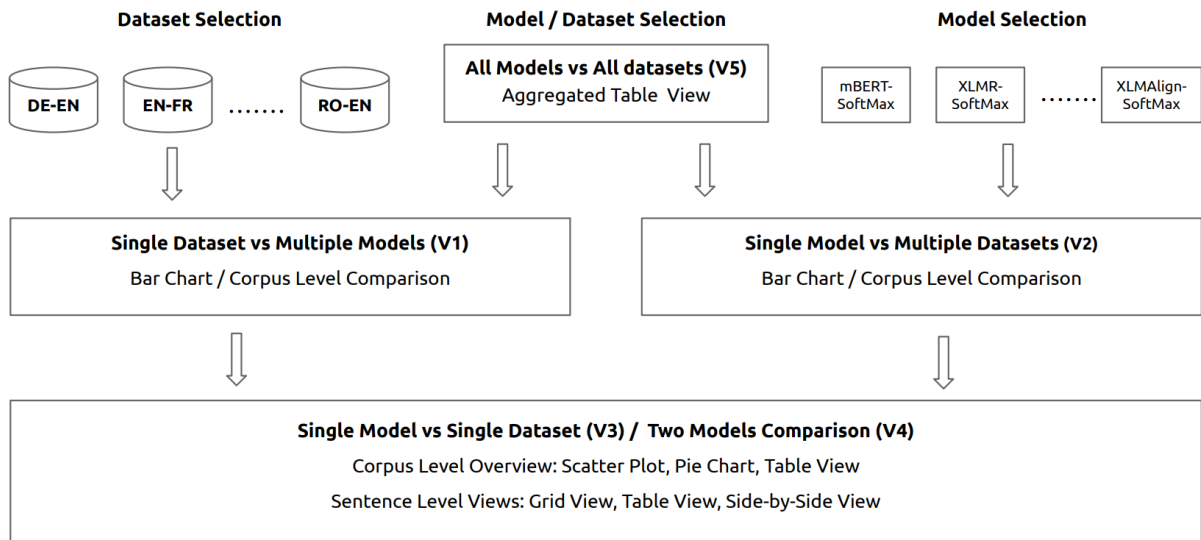 Dataset Selection
Model / Dataset Selection
Model Selection
DE-EN
EN-FR
.......
RO-EN
All Models vs All datasets (V5)
Aggregated Table View
mBERT-
SoftMax
XLMR-
SoftMax
.......
XLMAlign-
SoftMax
Single Dataset vs Multiple Models (V1)
Bar Chart / Corpus Level Comparison
Single Model vs Multiple Datasets (V2)
Bar Chart / Corpus Level Comparison
Single Model vs Single Dataset (V3) / Two Models Comparison (V4)
Corpus Level Overview: Scatter Plot, Pie Chart, Table View
Sentence Level Views: Grid View, Table View, Side-by-Side View